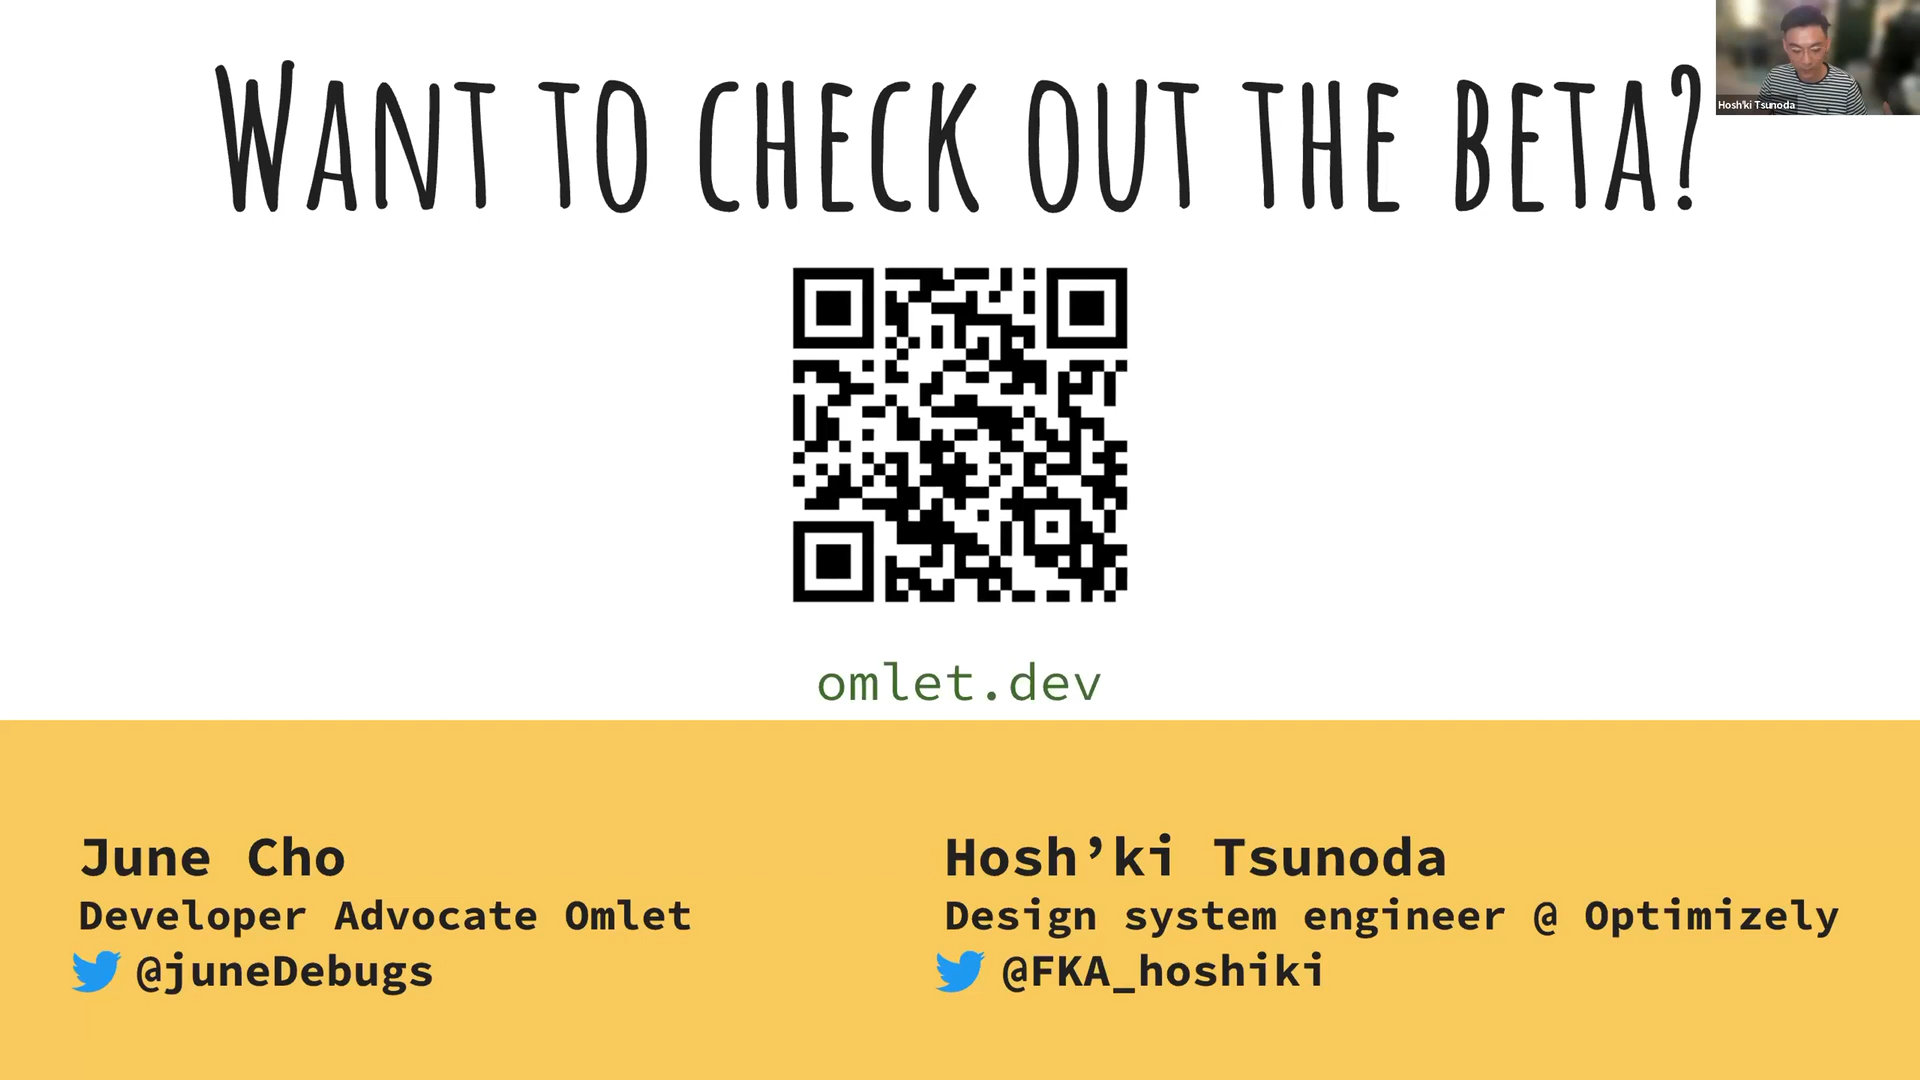 WANT TO CHECK OUT THE BETA?
Hosh'ki Tsunoda
omlet.dev
June Cho
Developer Advocate Omlet
@juneDebugs
Hosh’ki Tsunoda
Design system engineer @ Optimizely
@FKA_hoshiki